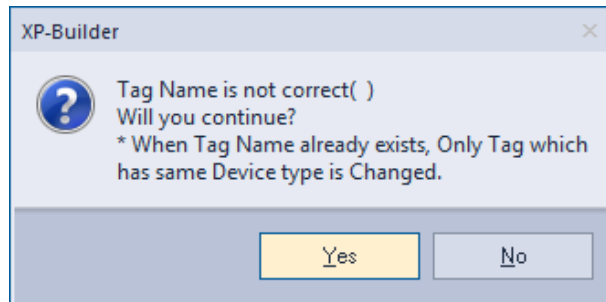 XP-Builder
Tag Name is not correct( )
Will you continue?
* When Tag Name already exists, Only Tag which
has same Device type is Changed.
Yes
No